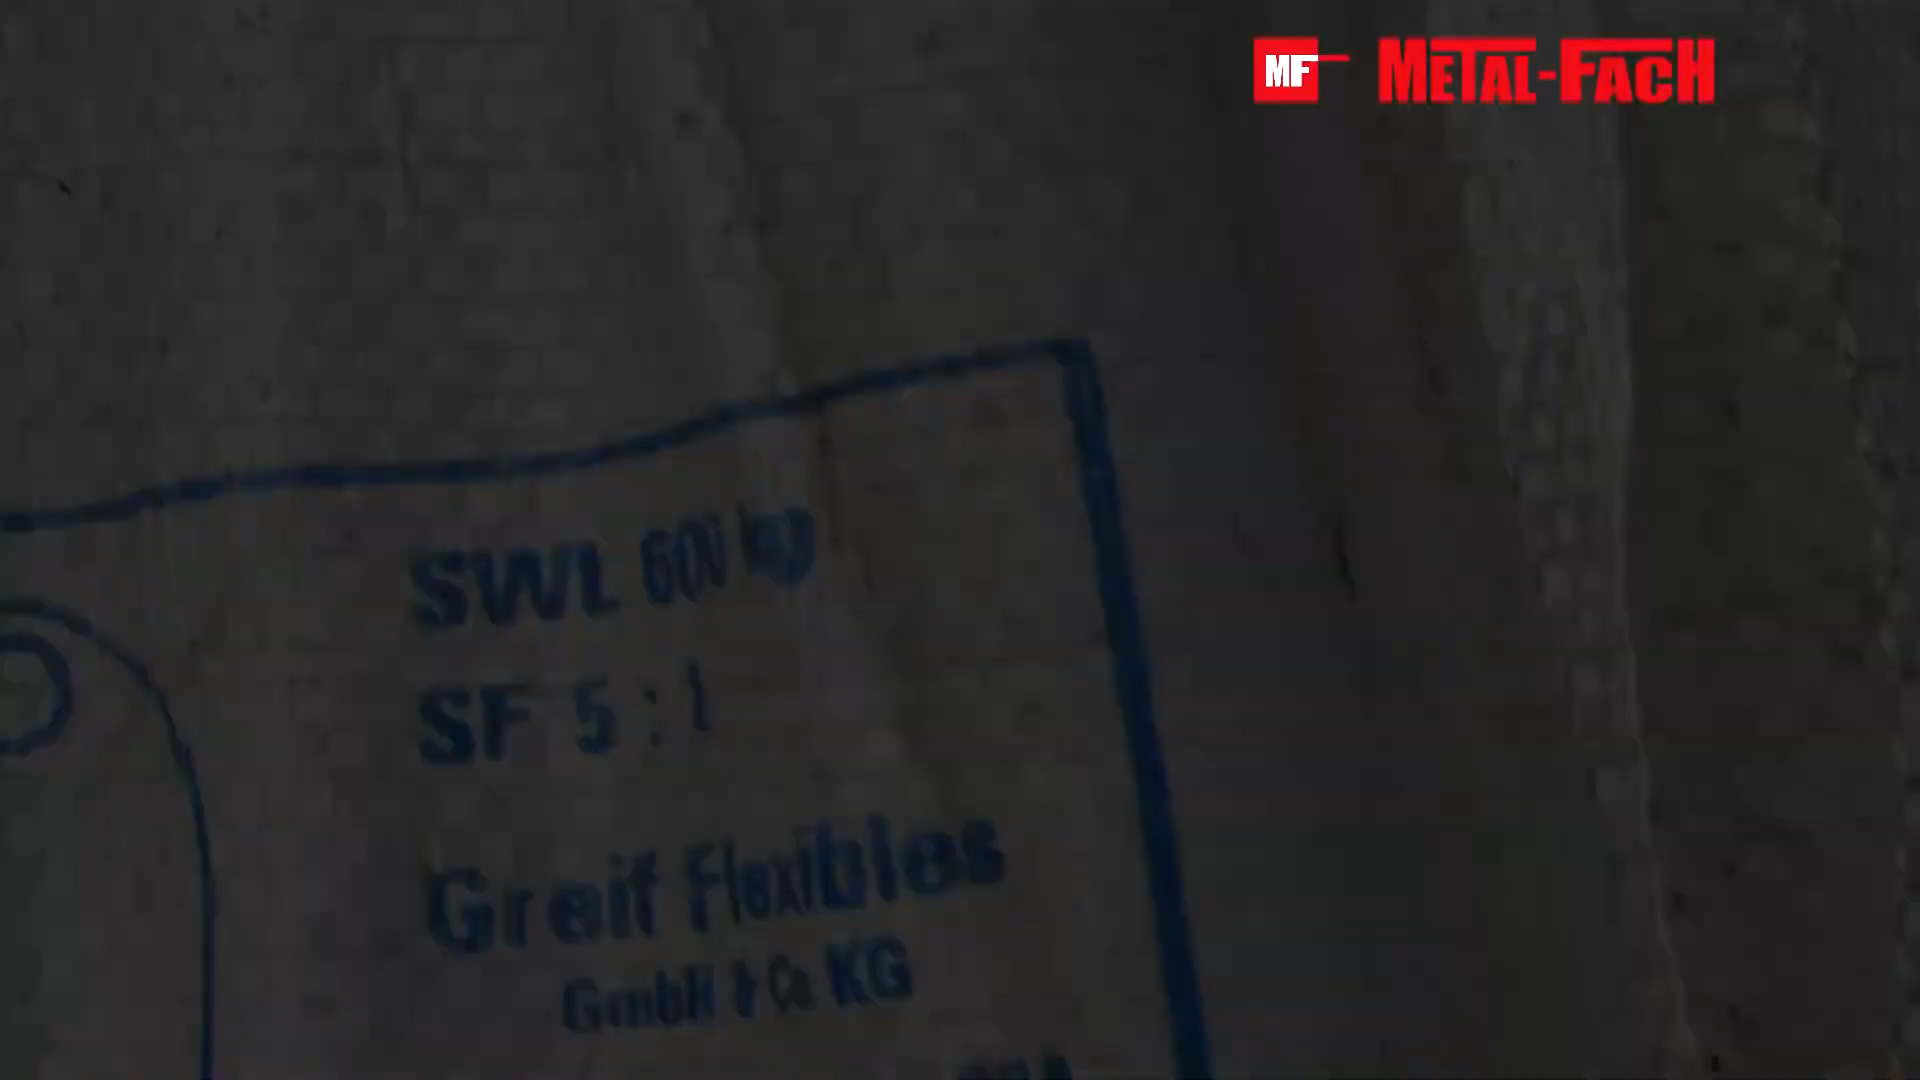 MF METAL-FACH
SWL 600 kg
SF 5 : 1
Greif Flexibles
GmbH & Co KG